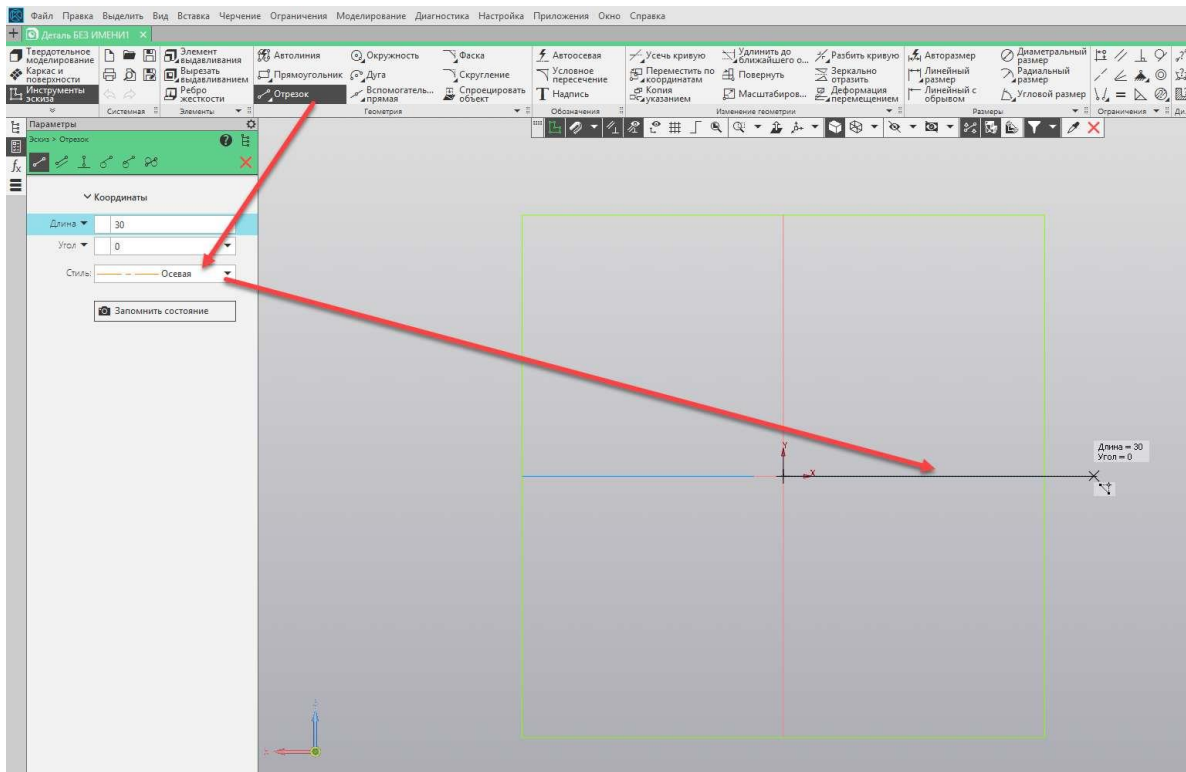 Файл Правка Выделить Вид Вставка Черчение Ограничения Моделирование Диагностика Настройка Приложения Окно Справка
Деталь БЕЗ ИМЕНИ1
Твердотельное моделирование
Каркас и поверхности
Инструменты эскиза
Системная
Элемент выдавливания
Вырезать выдавливанием
Ребро жесткости
Элементы
Автолиния
Прямоугольник
Отрезок
Окружность
Дуга
Вспомогатель... прямая
Фаска
Скругление
Спроецировать объект
Геометрия
Автоосевая
Условное пересечение
Надпись
Обозначения
Усечь кривую
Переместить по координатам
Копия указанием
Удлинить до ближайшего о...
Повернуть
Масштабиров...
Разбить кривую
Зеркально отразить
Деформация перемещением
Изменение геометрии
Авторазмер
Линейный размер
Линейный с обрывом
Диаметральный размер
Радиальный размер
Угловой размер
Размеры
Ограничения
Ди
Параметры
Эскиз > Отрезок
Координаты
Длина 30
Угол 0
Стиль: Осевая
Запомнить состояние
Y
X
Длина = 30
Угол = 0